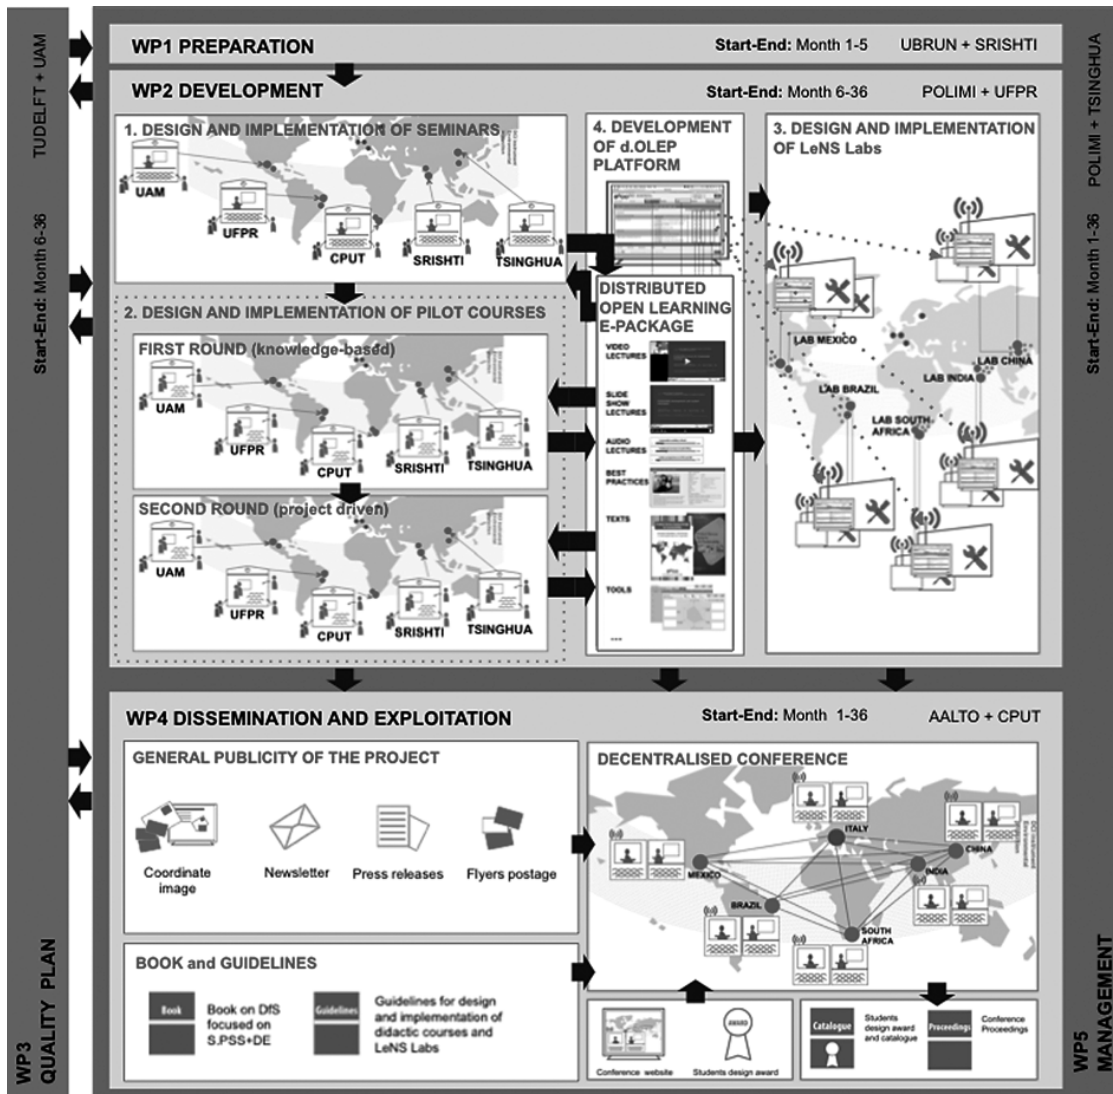 TUDELFT + UAM
Start-End: Month 6-36
WP3
QUALITY PLAN
WP1 PREPARATION
Start-End: Month 1-5
UBRUN + SRISHTI
WP2 DEVELOPMENT
Start-End: Month 6-36
POLIMI + UFPR
1. DESIGN AND IMPLEMENTATION OF SEMINARS
UAM
UFPR
CPUT
SRISHTI
TSINGHUA
2. DESIGN AND IMPLEMENTATION OF PILOT COURSES
FIRST ROUND (knowledge-based)
UAM
UFPR
CPUT
SRISHTI
TSINGHUA
SECOND ROUND (project driven)
UAM
UFPR
CPUT
SRISHTI
TSINGHUA
4. DEVELOPMENT
OF d.OLEP
PLATFORM
DISTRIBUTED
OPEN LEARNING
E-PACKAGE
VIDEO
LECTURES
SLIDE
SHOW
LECTURES
AUDIO
LECTURES
BEST
PRACTICES
TEXTS
TOOLS
...
3. DESIGN AND IMPLEMENTATION
OF LeNS Labs
LAB MEXICO
LAB CHINA
LAB INDIA
LAB BRAZIL
LAB SOUTH
AFRICA
WP4 DISSEMINATION AND EXPLOITATION
Start-End: Month 1-36
AALTO + CPUT
GENERAL PUBLICITY OF THE PROJECT
Coordinate
image
Newsletter
Press releases
Flyers postage
BOOK and GUIDELINES
Book
Book on DfS
focused on
S.PSS+DE
Guidelines
Guidelines for design
and implementation of
didactic courses and
LeNS Labs
DECENTRALISED CONFERENCE
ITALY
CHINA
MEXICO
INDIA
BRAZIL
SOUTH
AFRICA
Conference website
AWARD
Students design award
Catalogue
Students
design award
and catalogue
Proceedings
Conference
Proceedings
POLIMI + TSINGHUA
Start-End: Month 1-36
WP5
MANAGEMENT